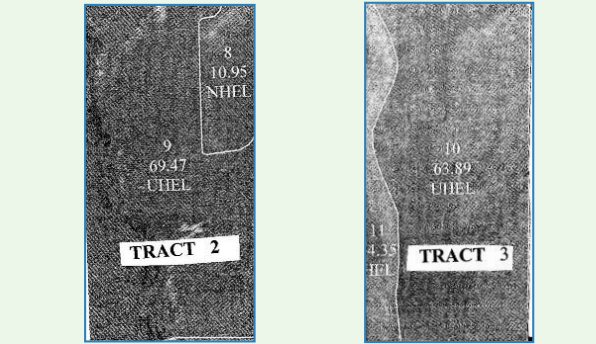 8
10.95
NHEL
9
69.47
UHEL
TRACT 2
10
63.89
UHEL
11
4.35
HEL
TRACT 3